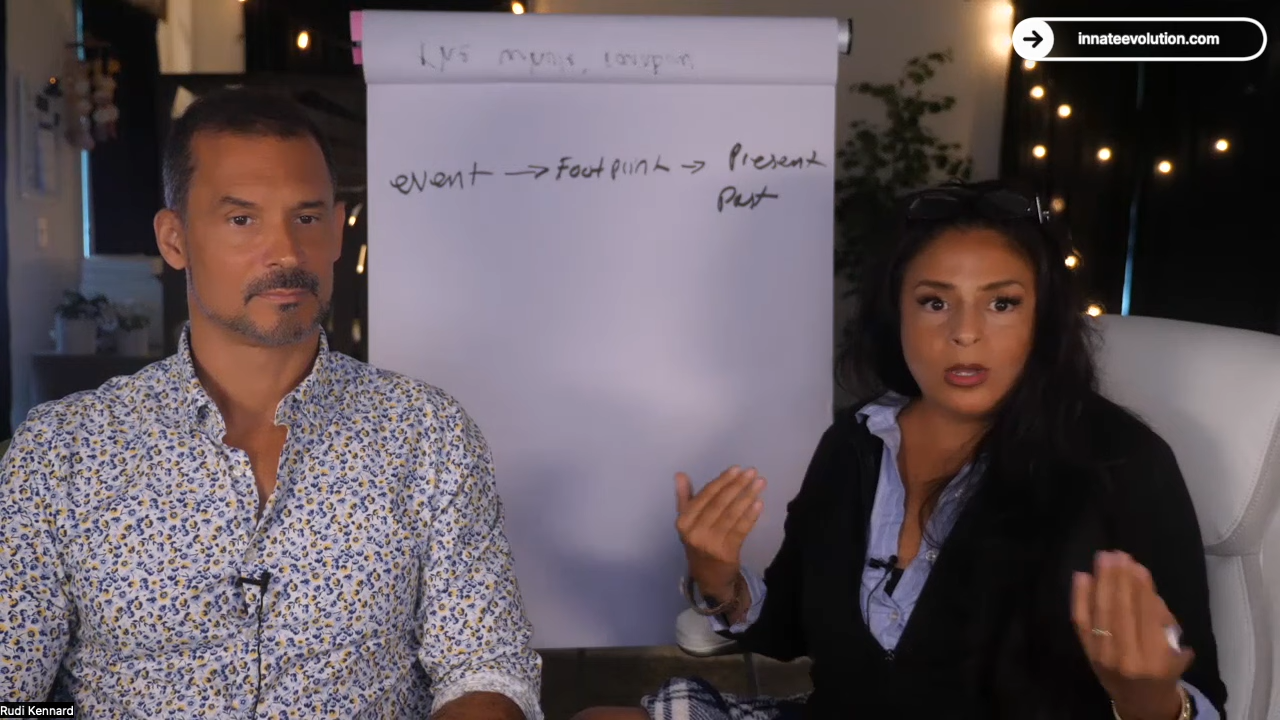 innateevolution.com
event → Footprint → Present
Past
Rudi Kennard